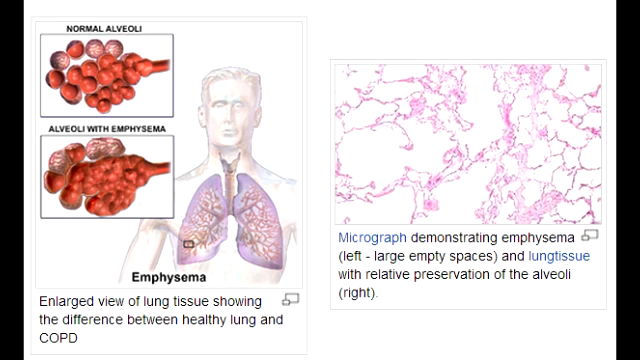 NORMAL ALVEOLI
ALVEOLI WITH EMPHYSEMA
Emphysema
Enlarged view of lung tissue showing
the difference between healthy lung and
COPD
Micrograph demonstrating emphysema
(left - large empty spaces) and lungtissue
with relative preservation of the alveoli
(right).